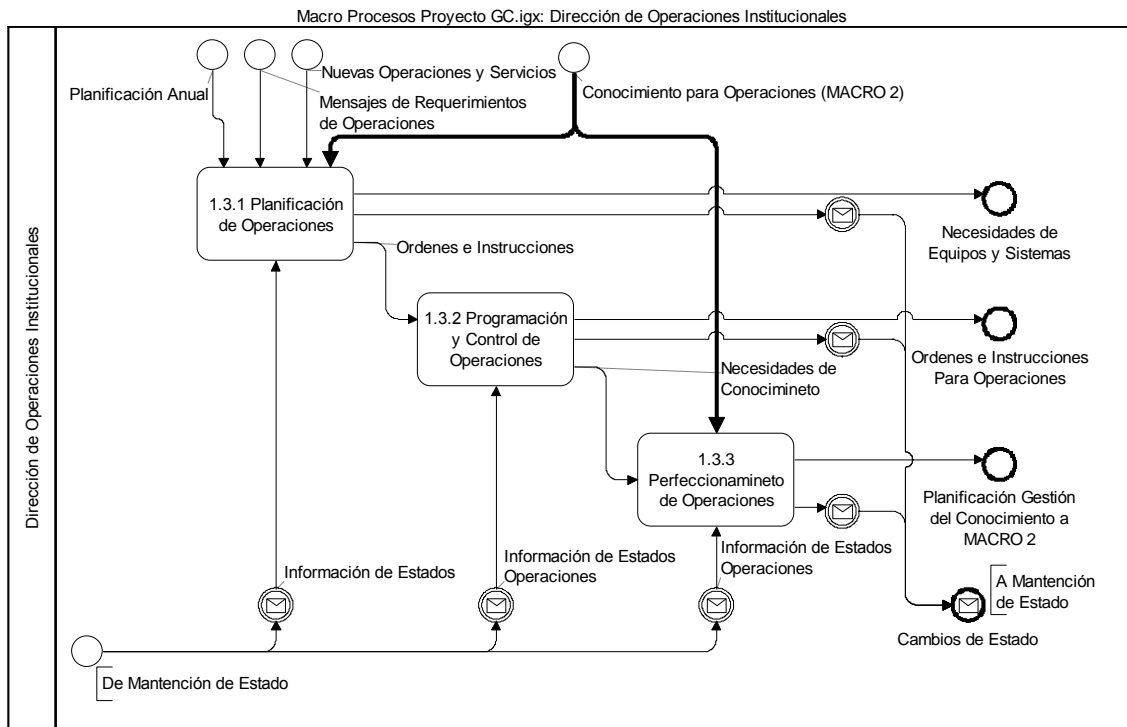 Macro Procesos Proyecto GC.igx: Dirección de Operaciones Institucionales
Dirección de Operaciones Institucionales
Planificación Anual
Nuevas Operaciones y Servicios
Mensajes de Requerimientos
de Operaciones
Conocimiento para Operaciones (MACRO 2)
1.3.1 Planificación
de Operaciones
Necesidades de
Equipos y Sistemas
Ordenes e Instrucciones
1.3.2 Programación
y Control de
Operaciones
Ordenes e Instrucciones
Para Operaciones
Necesidades de
Conocimineto
1.3.3
Perfeccionamineto
de Operaciones
Planificación Gestión
del Conocimiento a
MACRO 2
Información de Estados
Información de Estados
Operaciones
Información de Estados
Operaciones
A Mantención
de Estado
Cambios de Estado
De Mantención de Estado